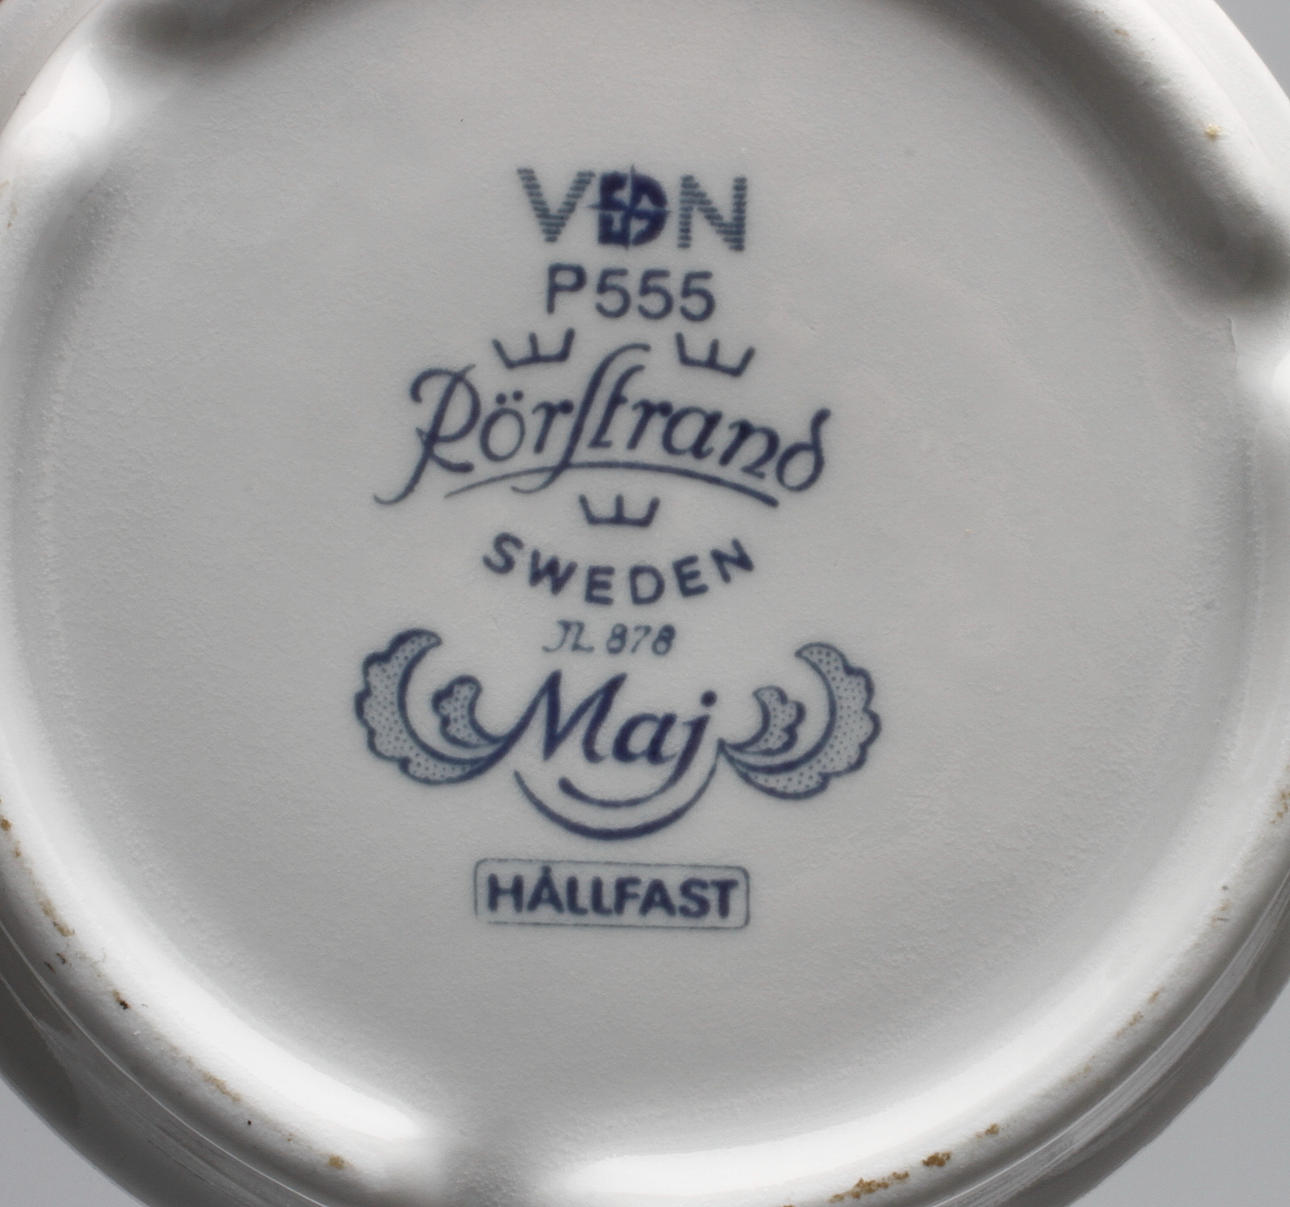 VDN
P555
Rörstrand
SWEDEN
JL 878
Maj
HÅLLFAST